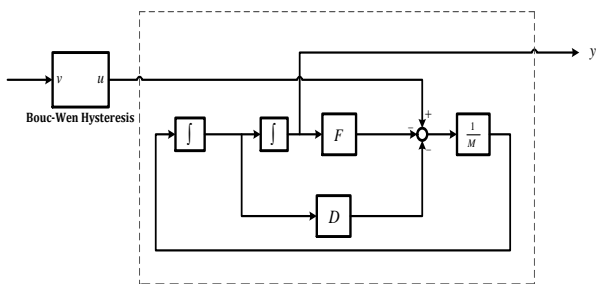 y
v u
Bouc-Wen Hysteresis
+
∫ ∫ F - 1/M
-
D